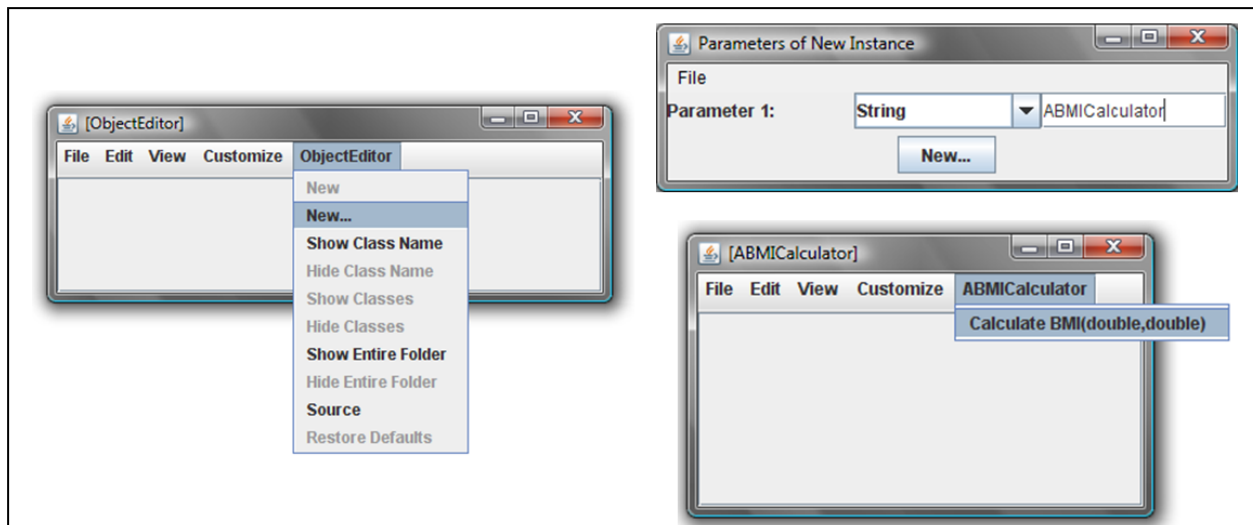 [ObjectEditor]
File Edit View Customize ObjectEditor
New
New...
Show Class Name
Hide Class Name
Show Classes
Hide Classes
Show Entire Folder
Hide Entire Folder
Source
Restore Defaults
Parameters of New Instance
File
Parameter 1: String ABMICalculator
New...
[ABMICalculator]
File Edit View Customize ABMICalculator
Calculate BMI(double,double)